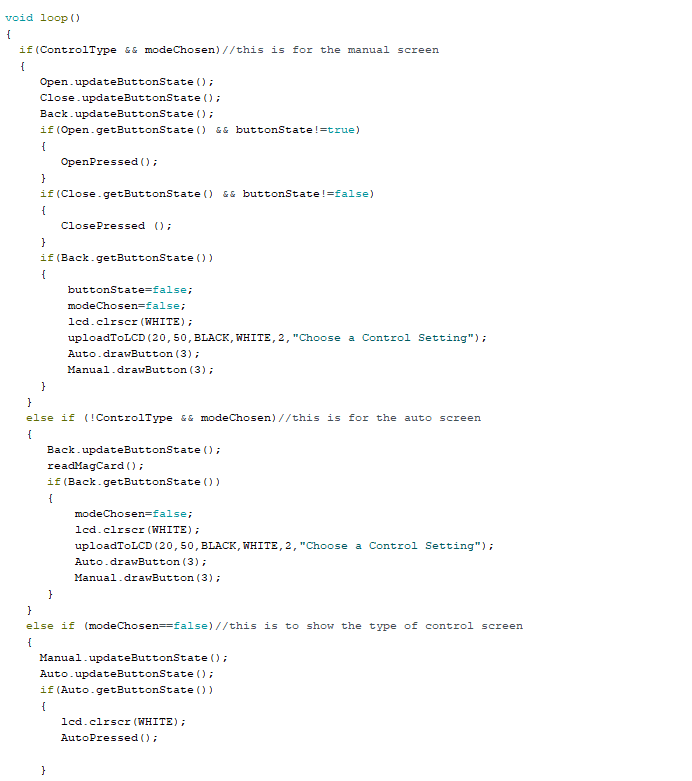 void loop()
{
if(ControlType && modeChosen)//this is for the manual screen
{
Open.updateButtonState();
Close.updateButtonState();
Back.updateButtonState();
if(Open.getButtonState() && buttonState!=true)
{
OpenPressed();
}
if(Close.getButtonState() && buttonState!=false)
{
ClosePressed ();
}
if(Back.getButtonState())
{
buttonState=false;
modeChosen=false;
lcd.clrscr(WHITE);
uploadToLCD(20,50,BLACK,WHITE,2,"Choose a Control Setting");
Auto.drawButton(3);
Manual.drawButton(3);
}
}
else if (!ControlType && modeChosen)//this is for the auto screen
{
Back.updateButtonState();
readMagCard();
if(Back.getButtonState())
{
modeChosen=false;
lcd.clrscr(WHITE);
uploadToLCD(20,50,BLACK,WHITE,2,"Choose a Control Setting");
Auto.drawButton(3);
Manual.drawButton(3);
}
}
else if (modeChosen==false)//this is to show the type of control screen
{
Manual.updateButtonState();
Auto.updateButtonState();
if(Auto.getButtonState())
{
lcd.clrscr(WHITE);
AutoPressed();
}